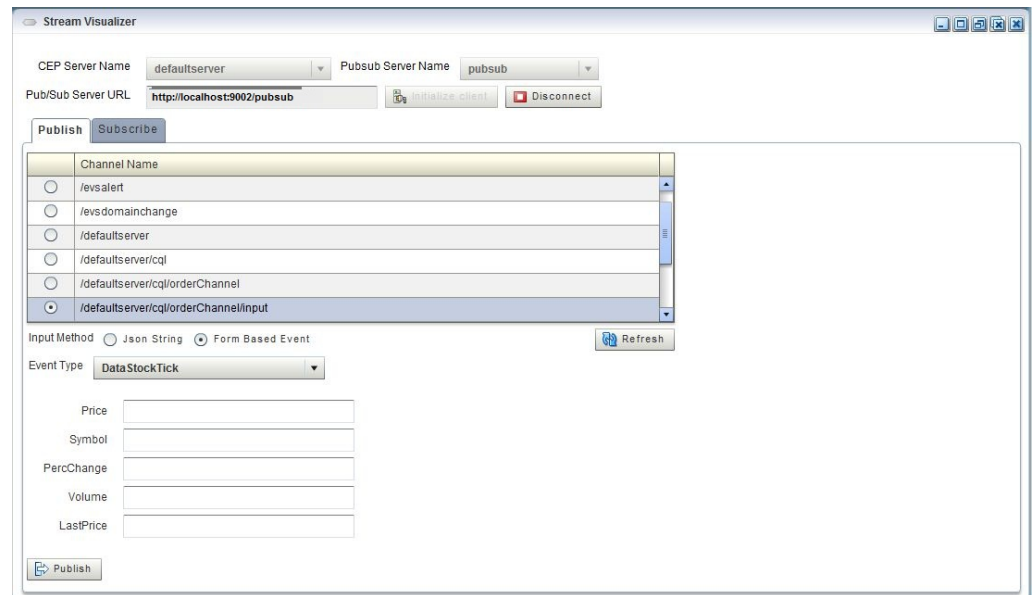 Stream Visualizer
CEP Server Name defaultserver Pubsub Server Name pubsub
Pub/Sub Server URL http://localhost:9002/pubsub Initialize client Disconnect
Publish Subscribe
Channel Name
/evsalert
/evsdomainchange
/defaultserver
/defaultserver/cql
/defaultserver/cql/orderChannel
/defaultserver/cql/orderChannel/input
Input Method Json String Form Based Event Refresh
Event Type DataStockTick
Price
Symbol
PercChange
Volume
LastPrice
Publish